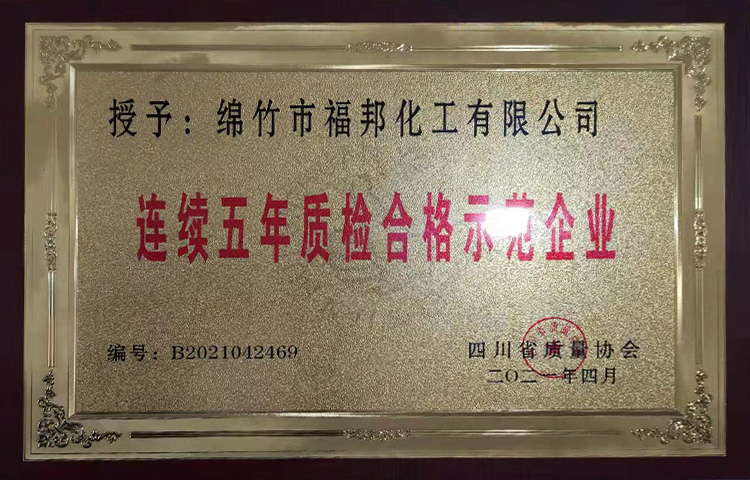 授予：绵竹市福邦化工有限公司
连续五年质检合格示范企业
编号：B2021042469
四川省质量协会
二〇二一年四月